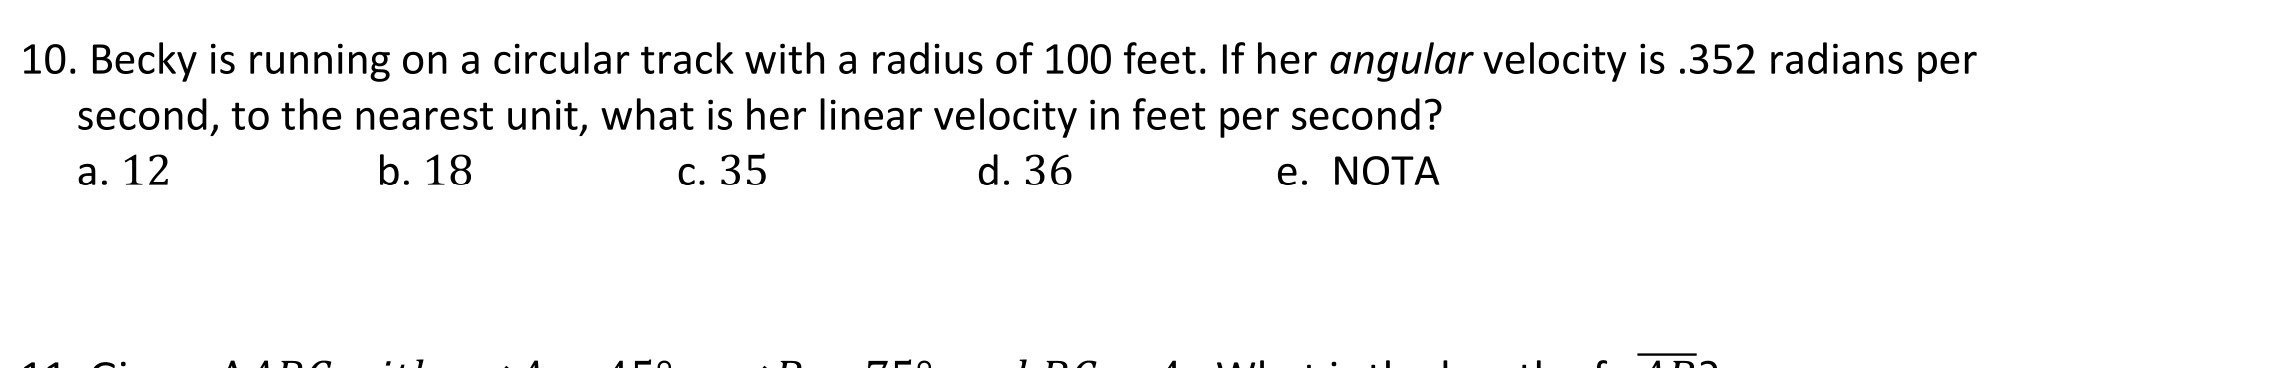 10. Becky is running on a circular track with a radius of 100 feet. If her angular velocity is .352 radians per
second, to the nearest unit, what is her linear velocity in feet per second?
a. 12 b. 18 c. 35 d. 36 e. NOTA